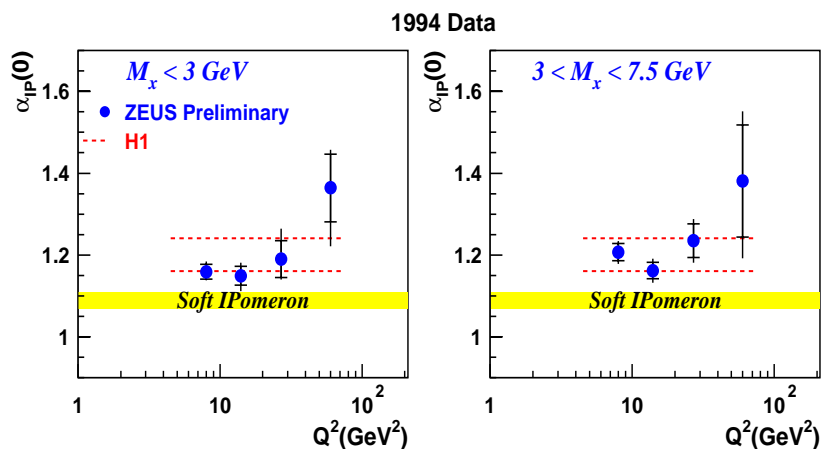 1994 Data
α_IP(0)
1.6
1.4
1.2
1
M_x < 3 GeV
ZEUS Preliminary
H1
Soft IPomeron
1
10
10^2
Q^2(GeV^2)
α_IP(0)
1.6
1.4
1.2
1
3 < M_x < 7.5 GeV
Soft IPomeron
1
10
10^2
Q^2(GeV^2)